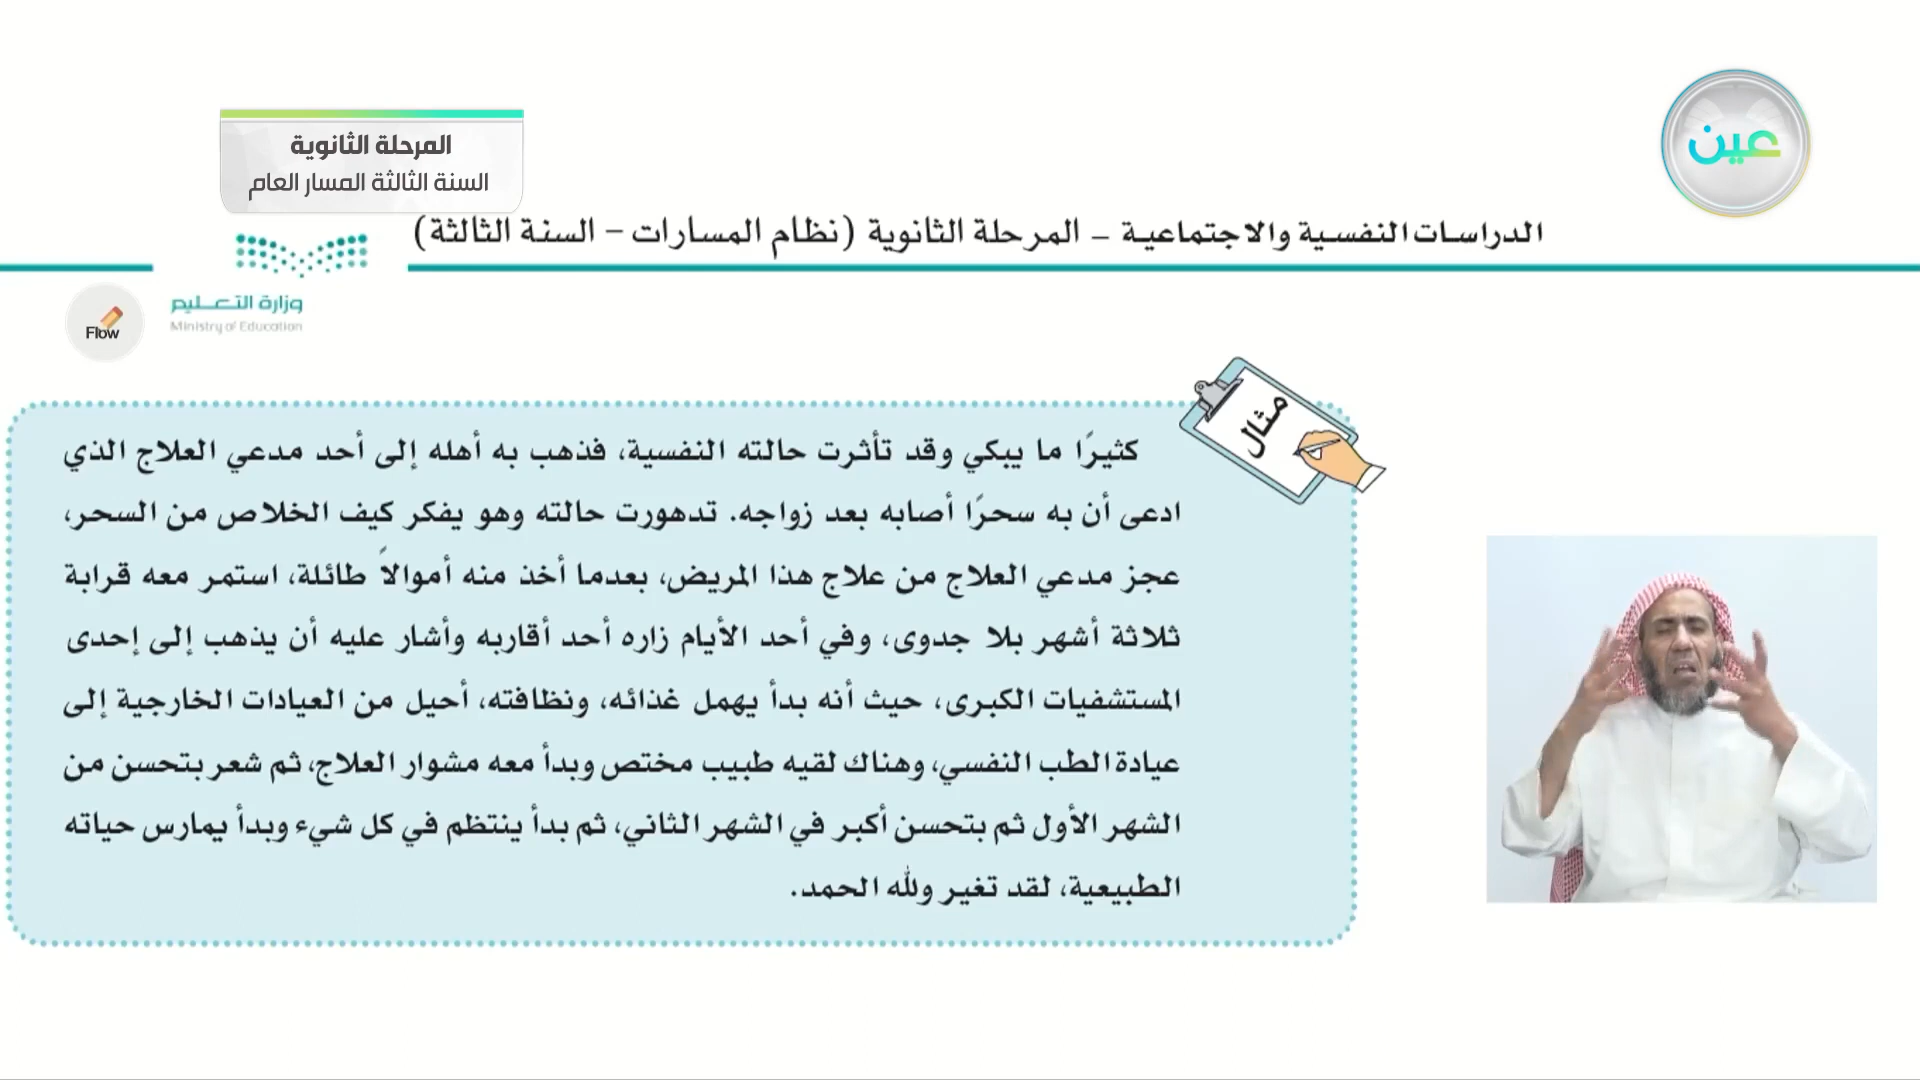 عين
المرحلة الثانوية
السنة الثالثة المسار العام
الدراسات النفسية والاجتماعية – المرحلة الثانوية (نظام المسارات – السنة الثالثة)
وزارة التعليم
Ministry of Education
Flow
مثال
كثيرًا ما يبكي وقد تأثرت حالته النفسية، فذهب به أهله إلى أحد مدعي العلاج الذي
ادعى أن به سحرًا أصابه بعد زواجه. تدهورت حالته وهو يفكر كيف الخلاص من السحر،
عجز مدعي العلاج من علاج هذا المريض، بعدما أخذ منه أموالاً طائلة، استمر معه قرابة
ثلاثة أشهر بلا جدوى، وفي أحد الأيام زاره أحد أقاربه وأشار عليه أن يذهب إلى إحدى
المستشفيات الكبرى، حيث أنه بدأ يهمل غذائه، ونظافته، أحيل من العيادات الخارجية إلى
عيادة الطب النفسي، وهناك لقيه طبيب مختص وبدأ معه مشوار العلاج، ثم شعر بتحسن من
الشهر الأول ثم بتحسن أكبر في الشهر الثاني، ثم بدأ ينتظم في كل شيء وبدأ يمارس حياته
الطبيعية، لقد تغير ولله الحمد.